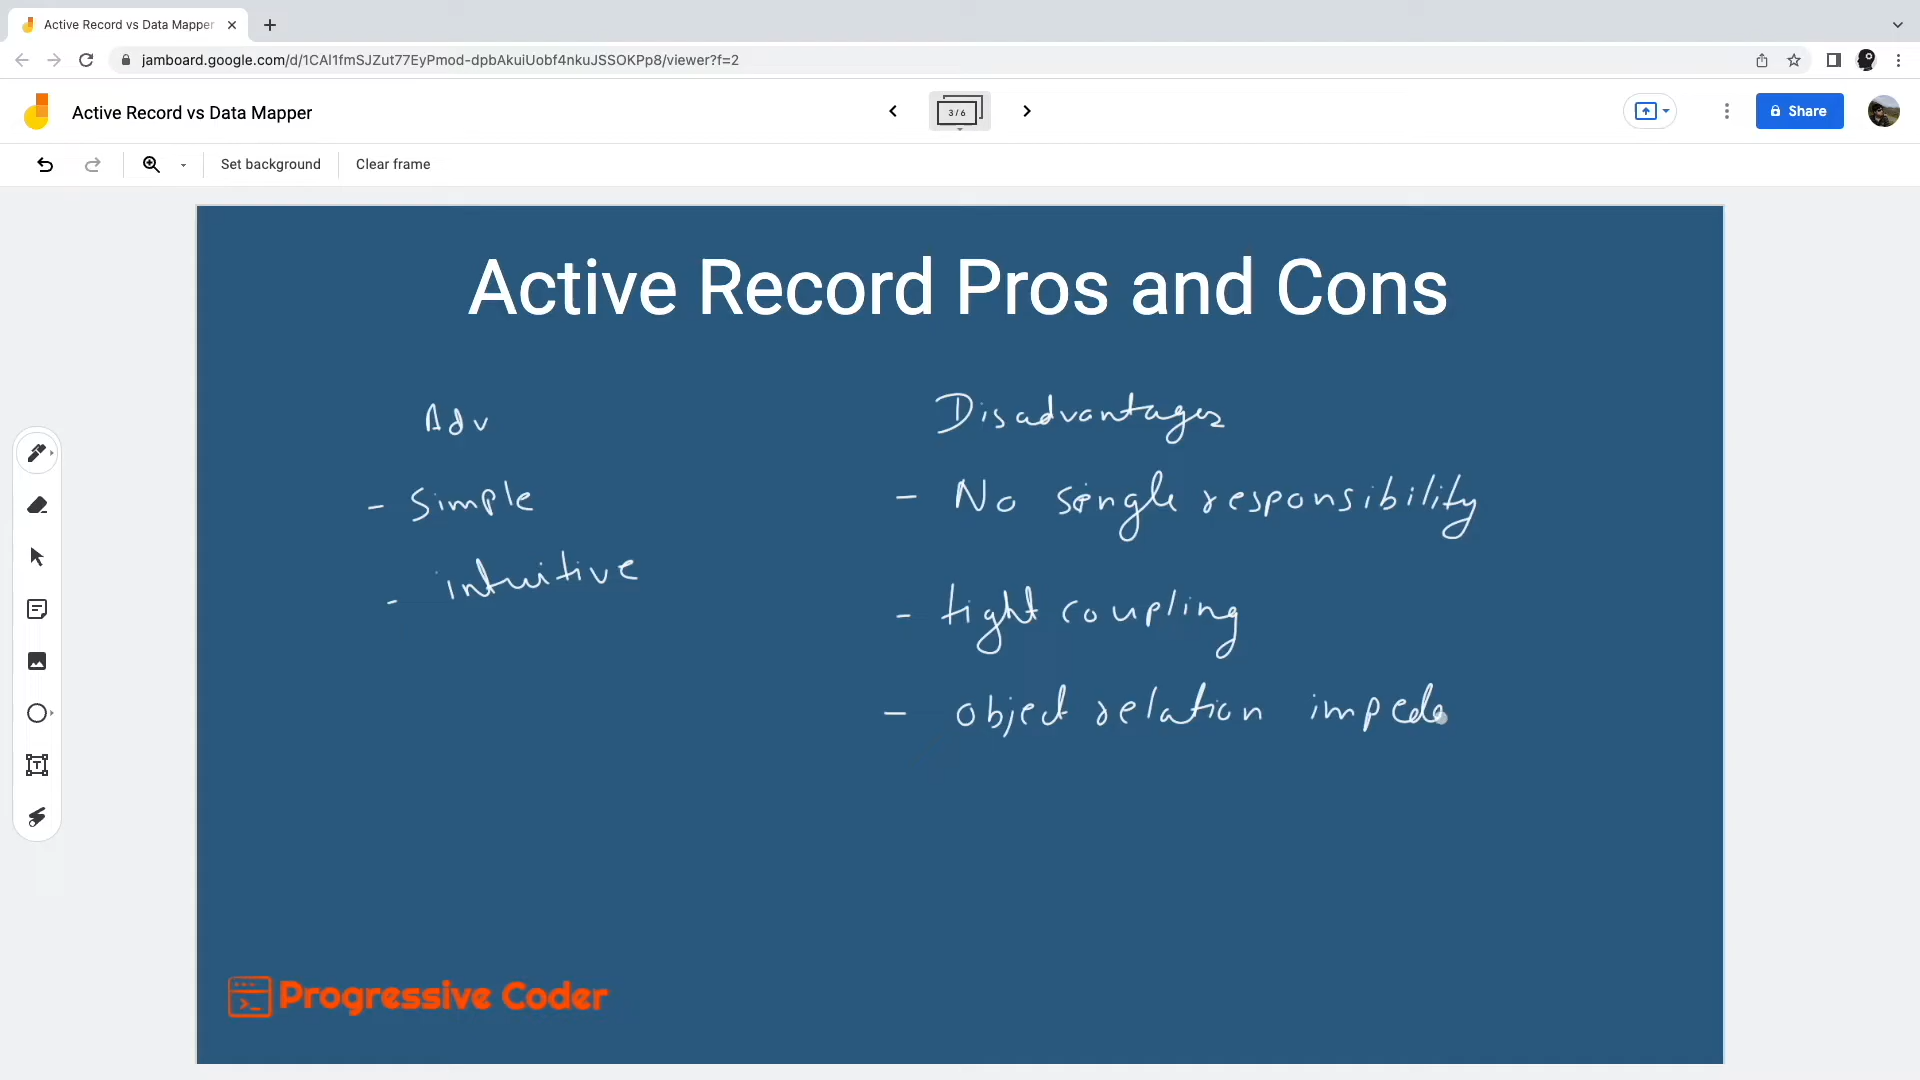 Active Record vs Data Mapper
jamboard.google.com/d/1CAI1fmSJZut77EyPmod-dpbAkuiUobf4nkuJSSOKPp8/viewer?f=2
Active Record vs Data Mapper
3 / 6
Share
Set background
Clear frame
Active Record Pros and Cons
Adv
Disadvantages
- Simple
- No single responsibility
- intuitive
- tight coupling
- object relation impeda
Progressive Coder